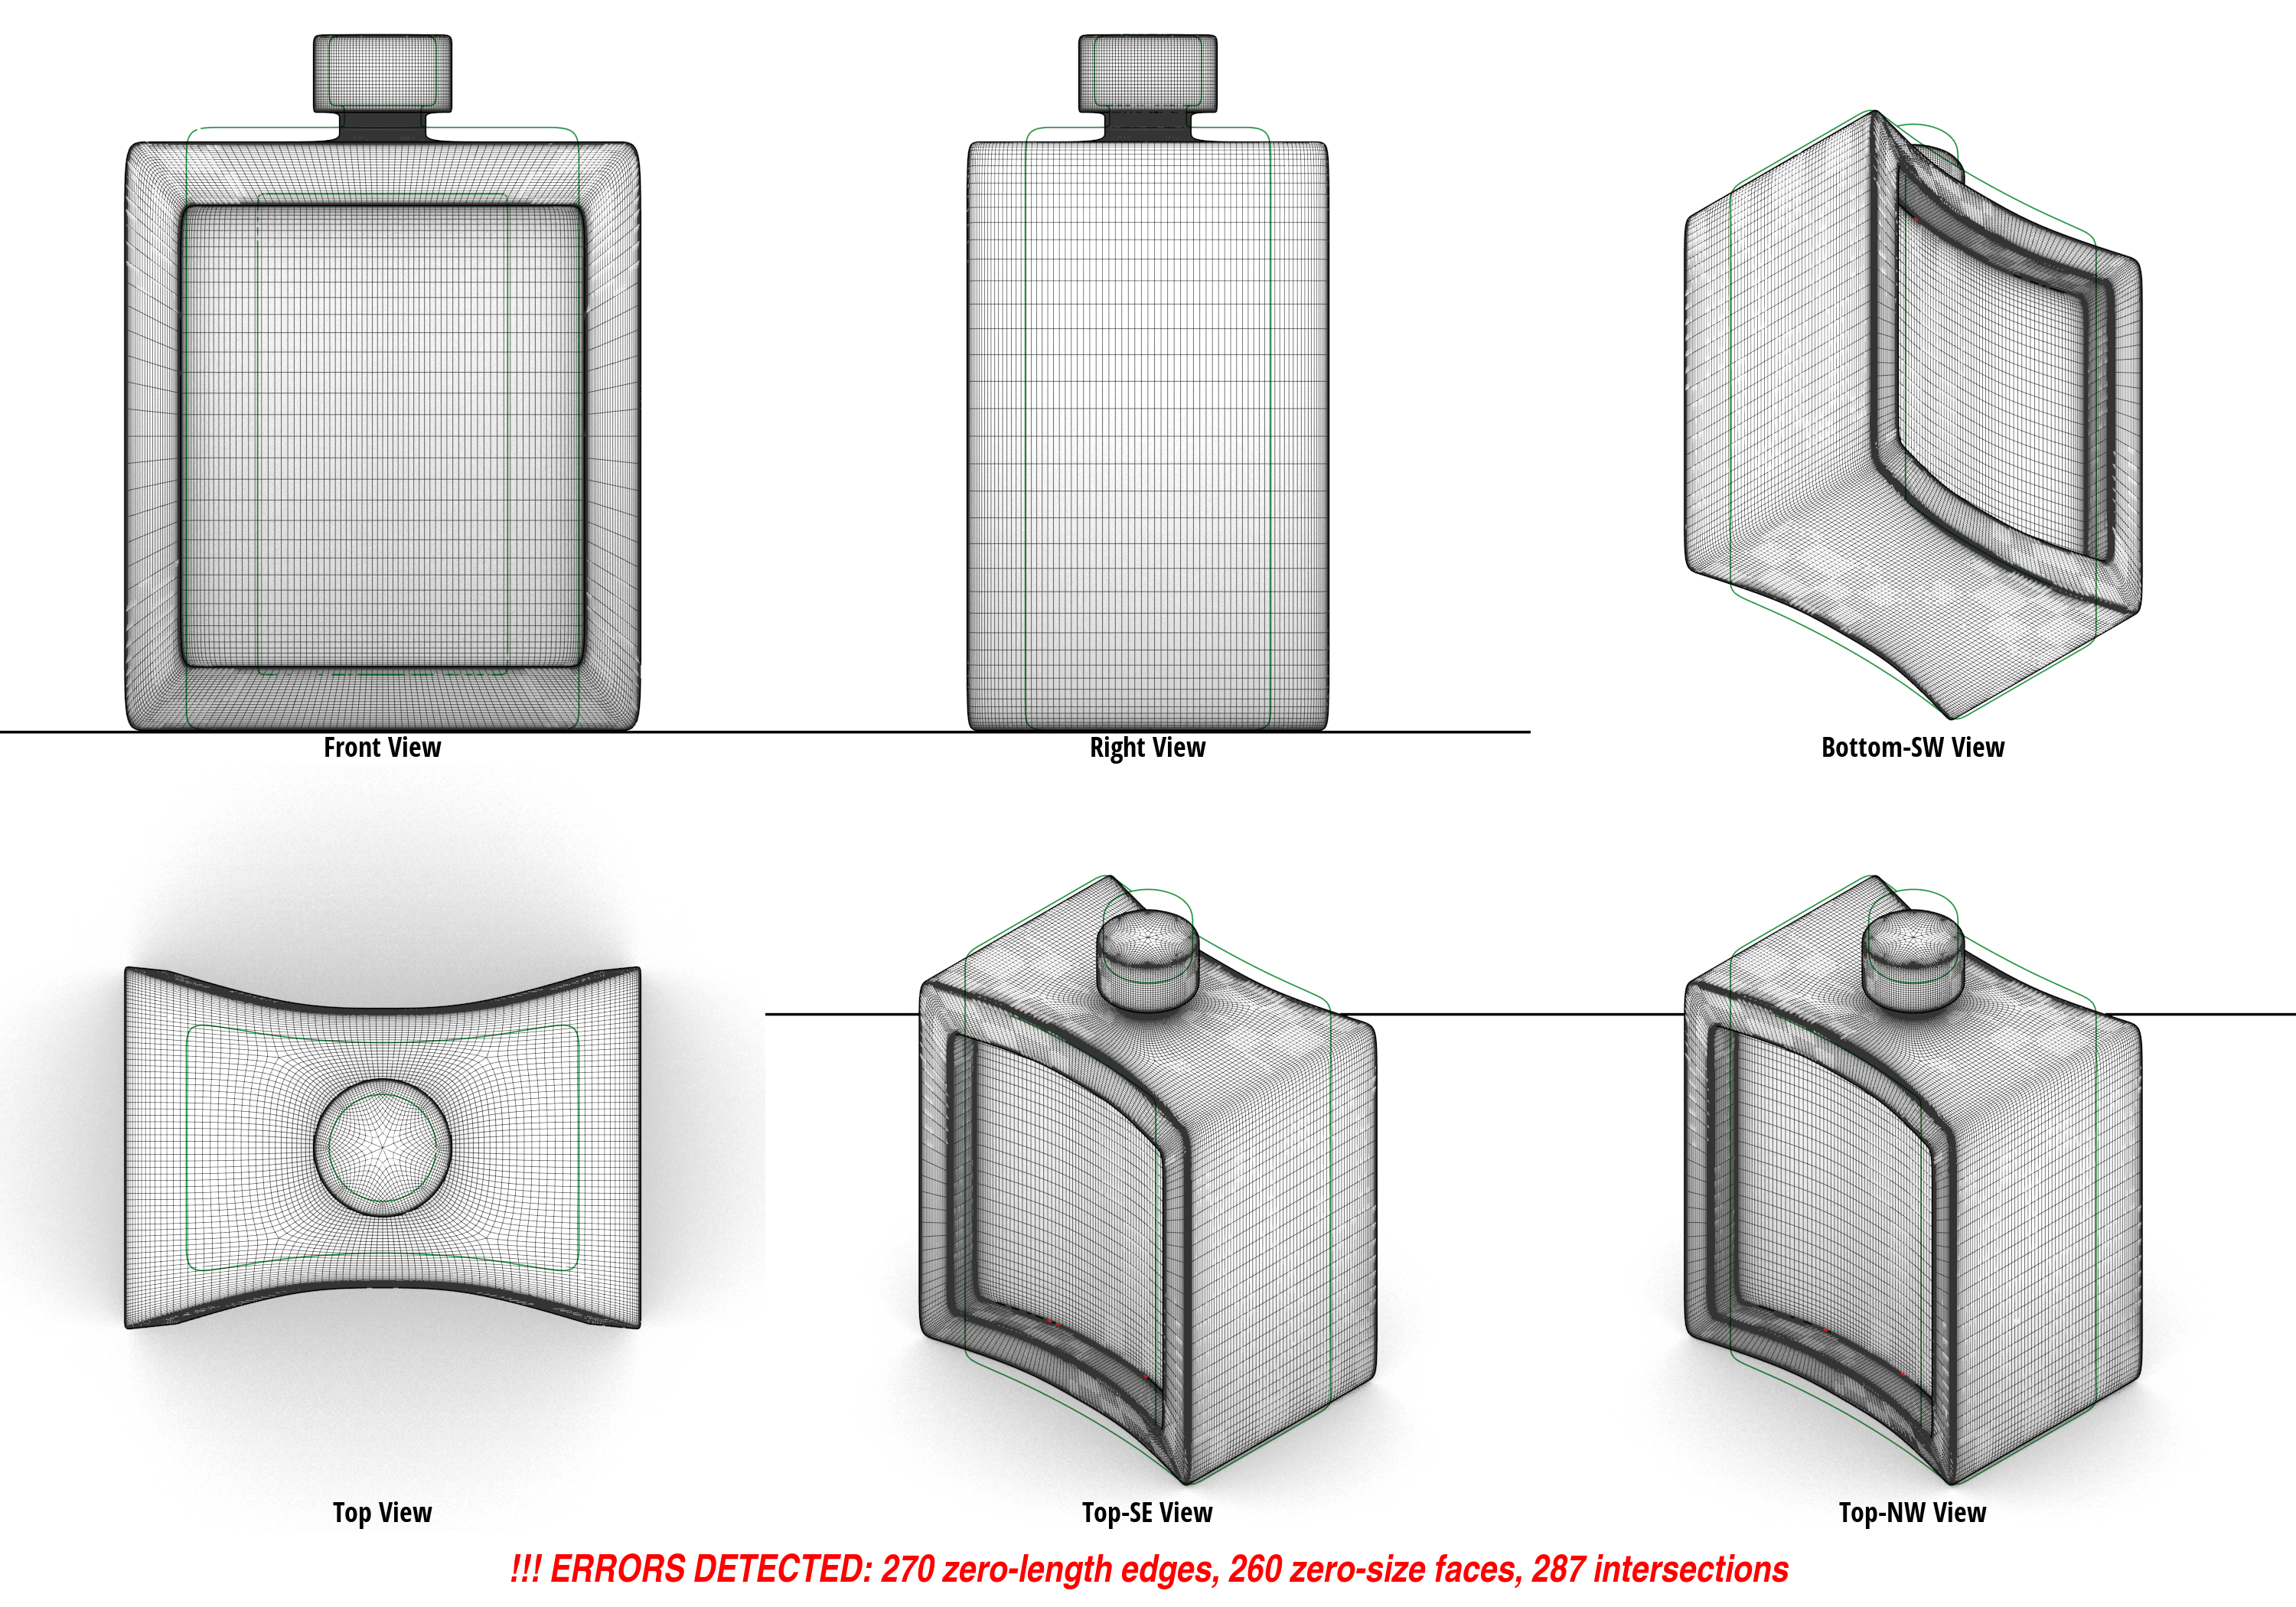 Front View
Right View
Bottom-SW View
Top View
Top-SE View
Top-NW View
!!! ERRORS DETECTED: 270 zero-length edges, 260 zero-size faces, 287 intersections